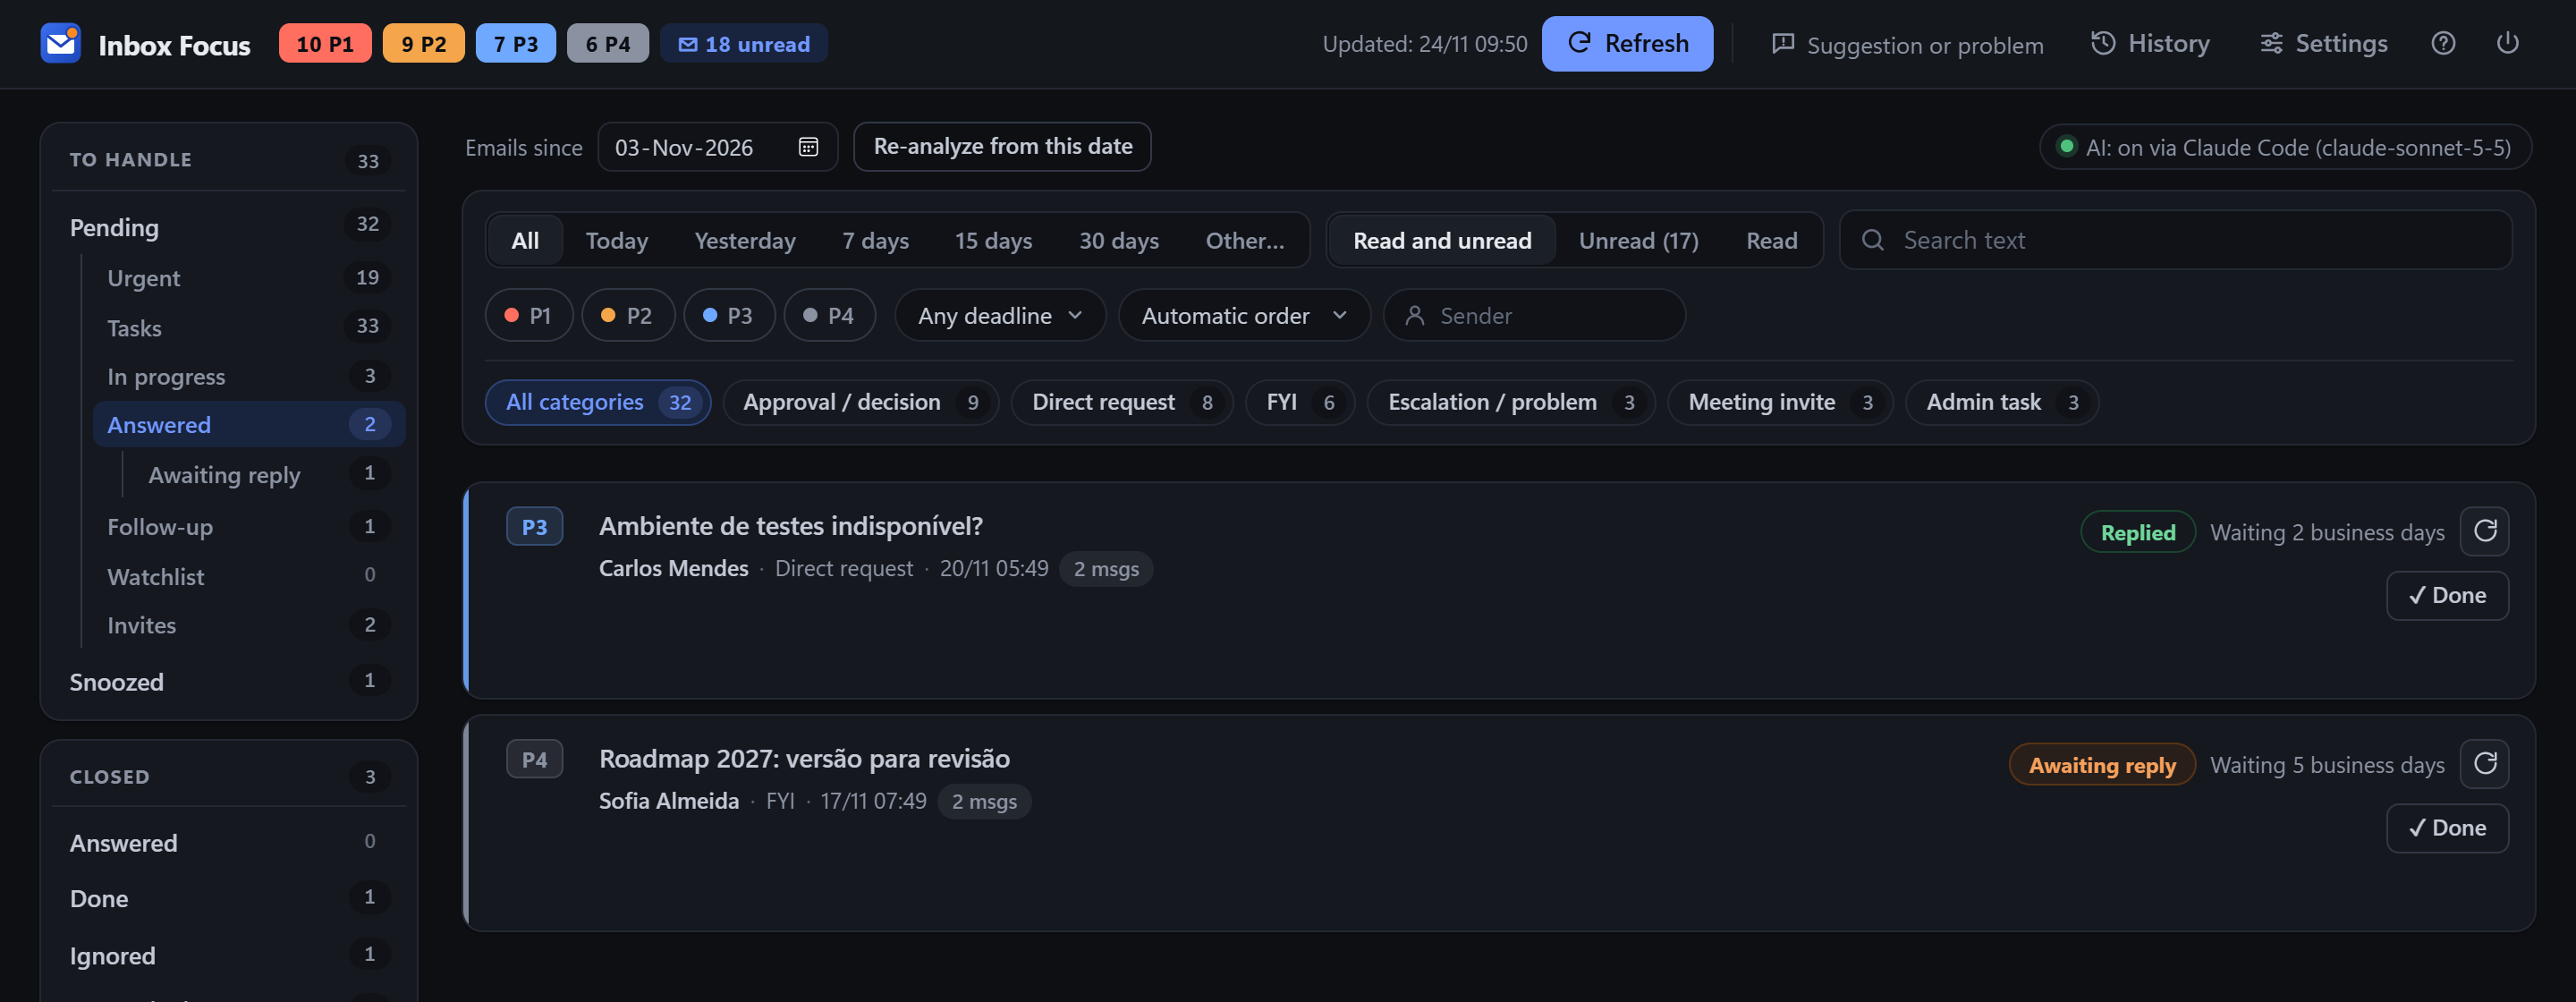 Inbox Focus
10 P1
9 P2
7 P3
6 P4
18 unread
Updated: 24/11 09:50
Refresh
Suggestion or problem
History
Settings
TO HANDLE 33
Pending 32
Urgent 19
Tasks 33
In progress 3
Answered 2
Awaiting reply 1
Follow-up 1
Watchlist 0
Invites 2
Snoozed 1
CLOSED 3
Answered 0
Done 1
Ignored 1
Emails since 03-Nov-2026 Re-analyze from this date
AI: on via Claude Code (claude-sonnet-5-5)
All Today Yesterday 7 days 15 days 30 days Other...
Read and unread Unread (17) Read
Search text
P1 P2 P3 P4 Any deadline Automatic order Sender
All categories 32 Approval / decision 9 Direct request 8 FYI 6 Escalation / problem 3 Meeting invite 3 Admin task 3
P3 Ambiente de testes indisponível?
Carlos Mendes · Direct request · 20/11 05:49 2 msgs
Replied Waiting 2 business days
✓ Done
P4 Roadmap 2027: versão para revisão
Sofia Almeida · FYI · 17/11 07:49 2 msgs
Awaiting reply Waiting 5 business days
✓ Done